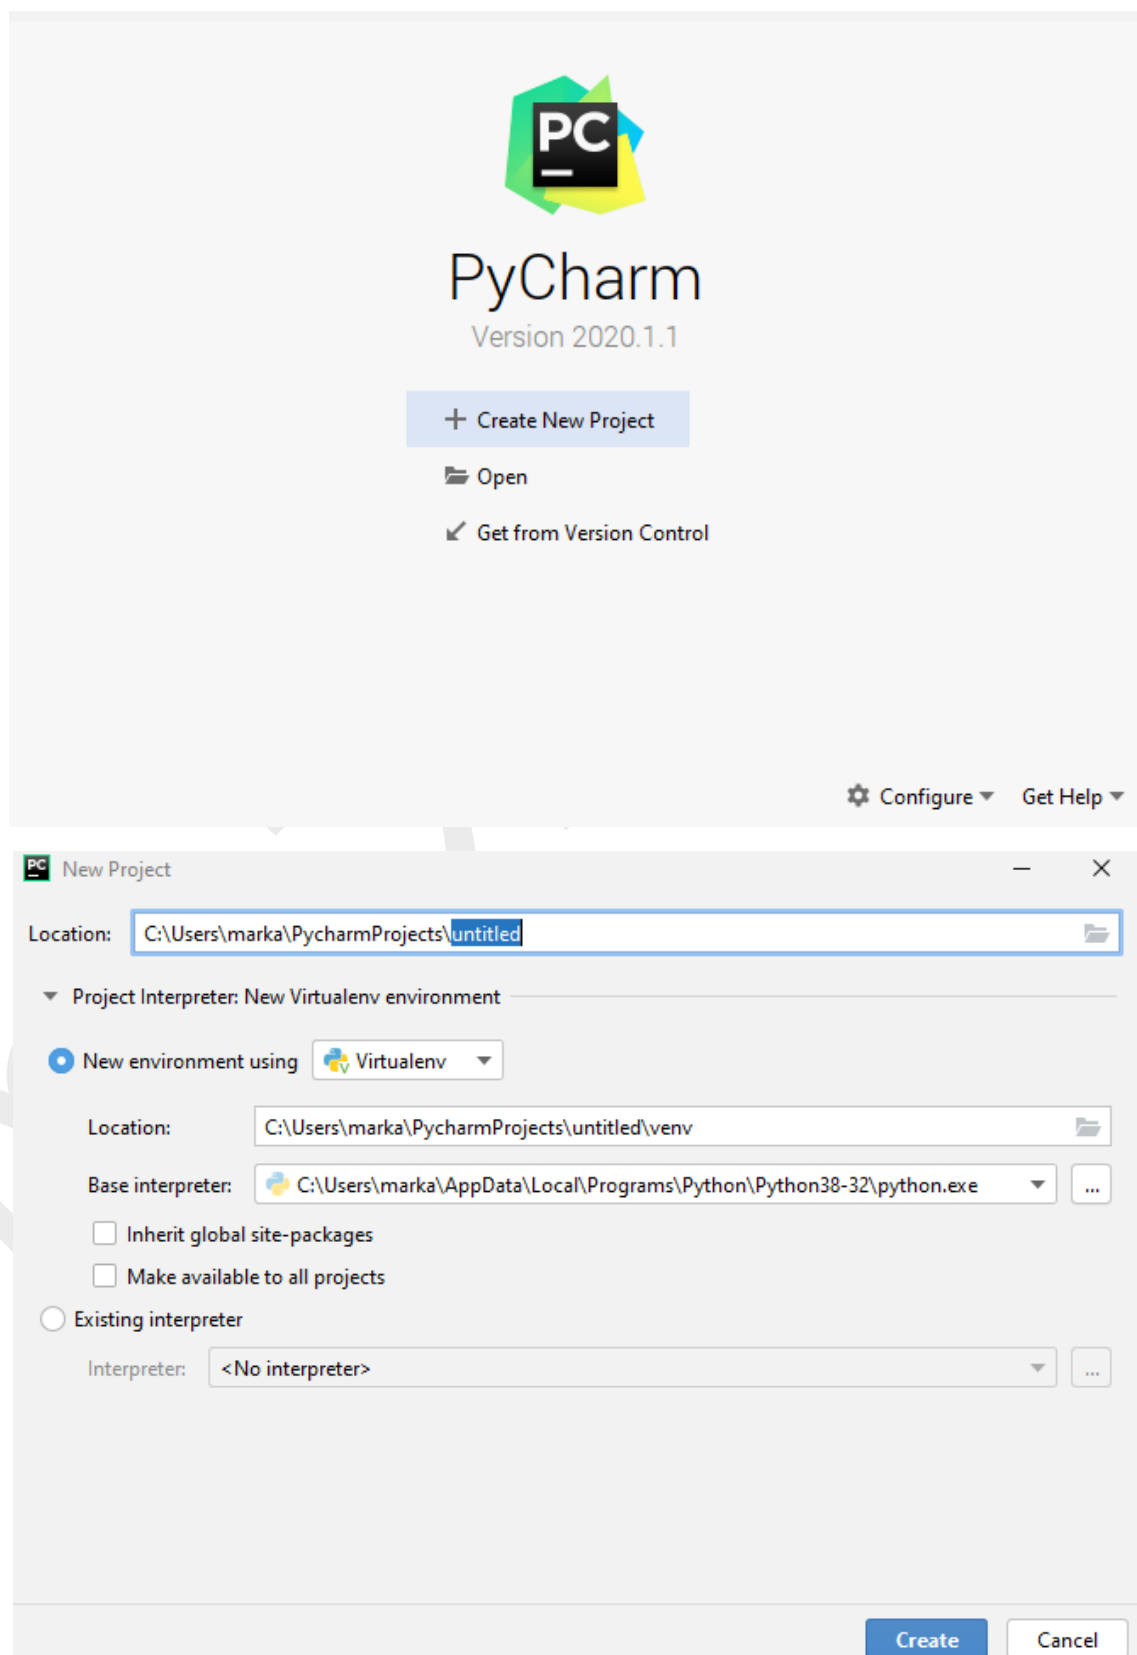 PC
PyCharm
Version 2020.1.1
Create New Project
Open
Get from Version Control
Configure Get Help
PC New Project
Location: C:\Users\marka\PycharmProjects\untitled
Project Interpreter: New Virtualenv environment
New environment using Virtualenv
Location: C:\Users\marka\PycharmProjects\untitled\venv
Base interpreter: C:\Users\marka\AppData\Local\Programs\Python\Python38-32\python.exe ...
Inherit global site-packages
Make available to all projects
Existing interpreter
Interpreter: <No interpreter> ...
Create Cancel